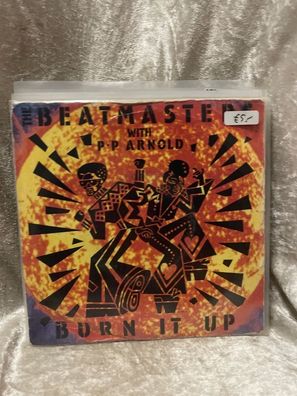 THE BEATMASTERS
€5,-
WITH
P·P ARNOLD
BURN IT UP